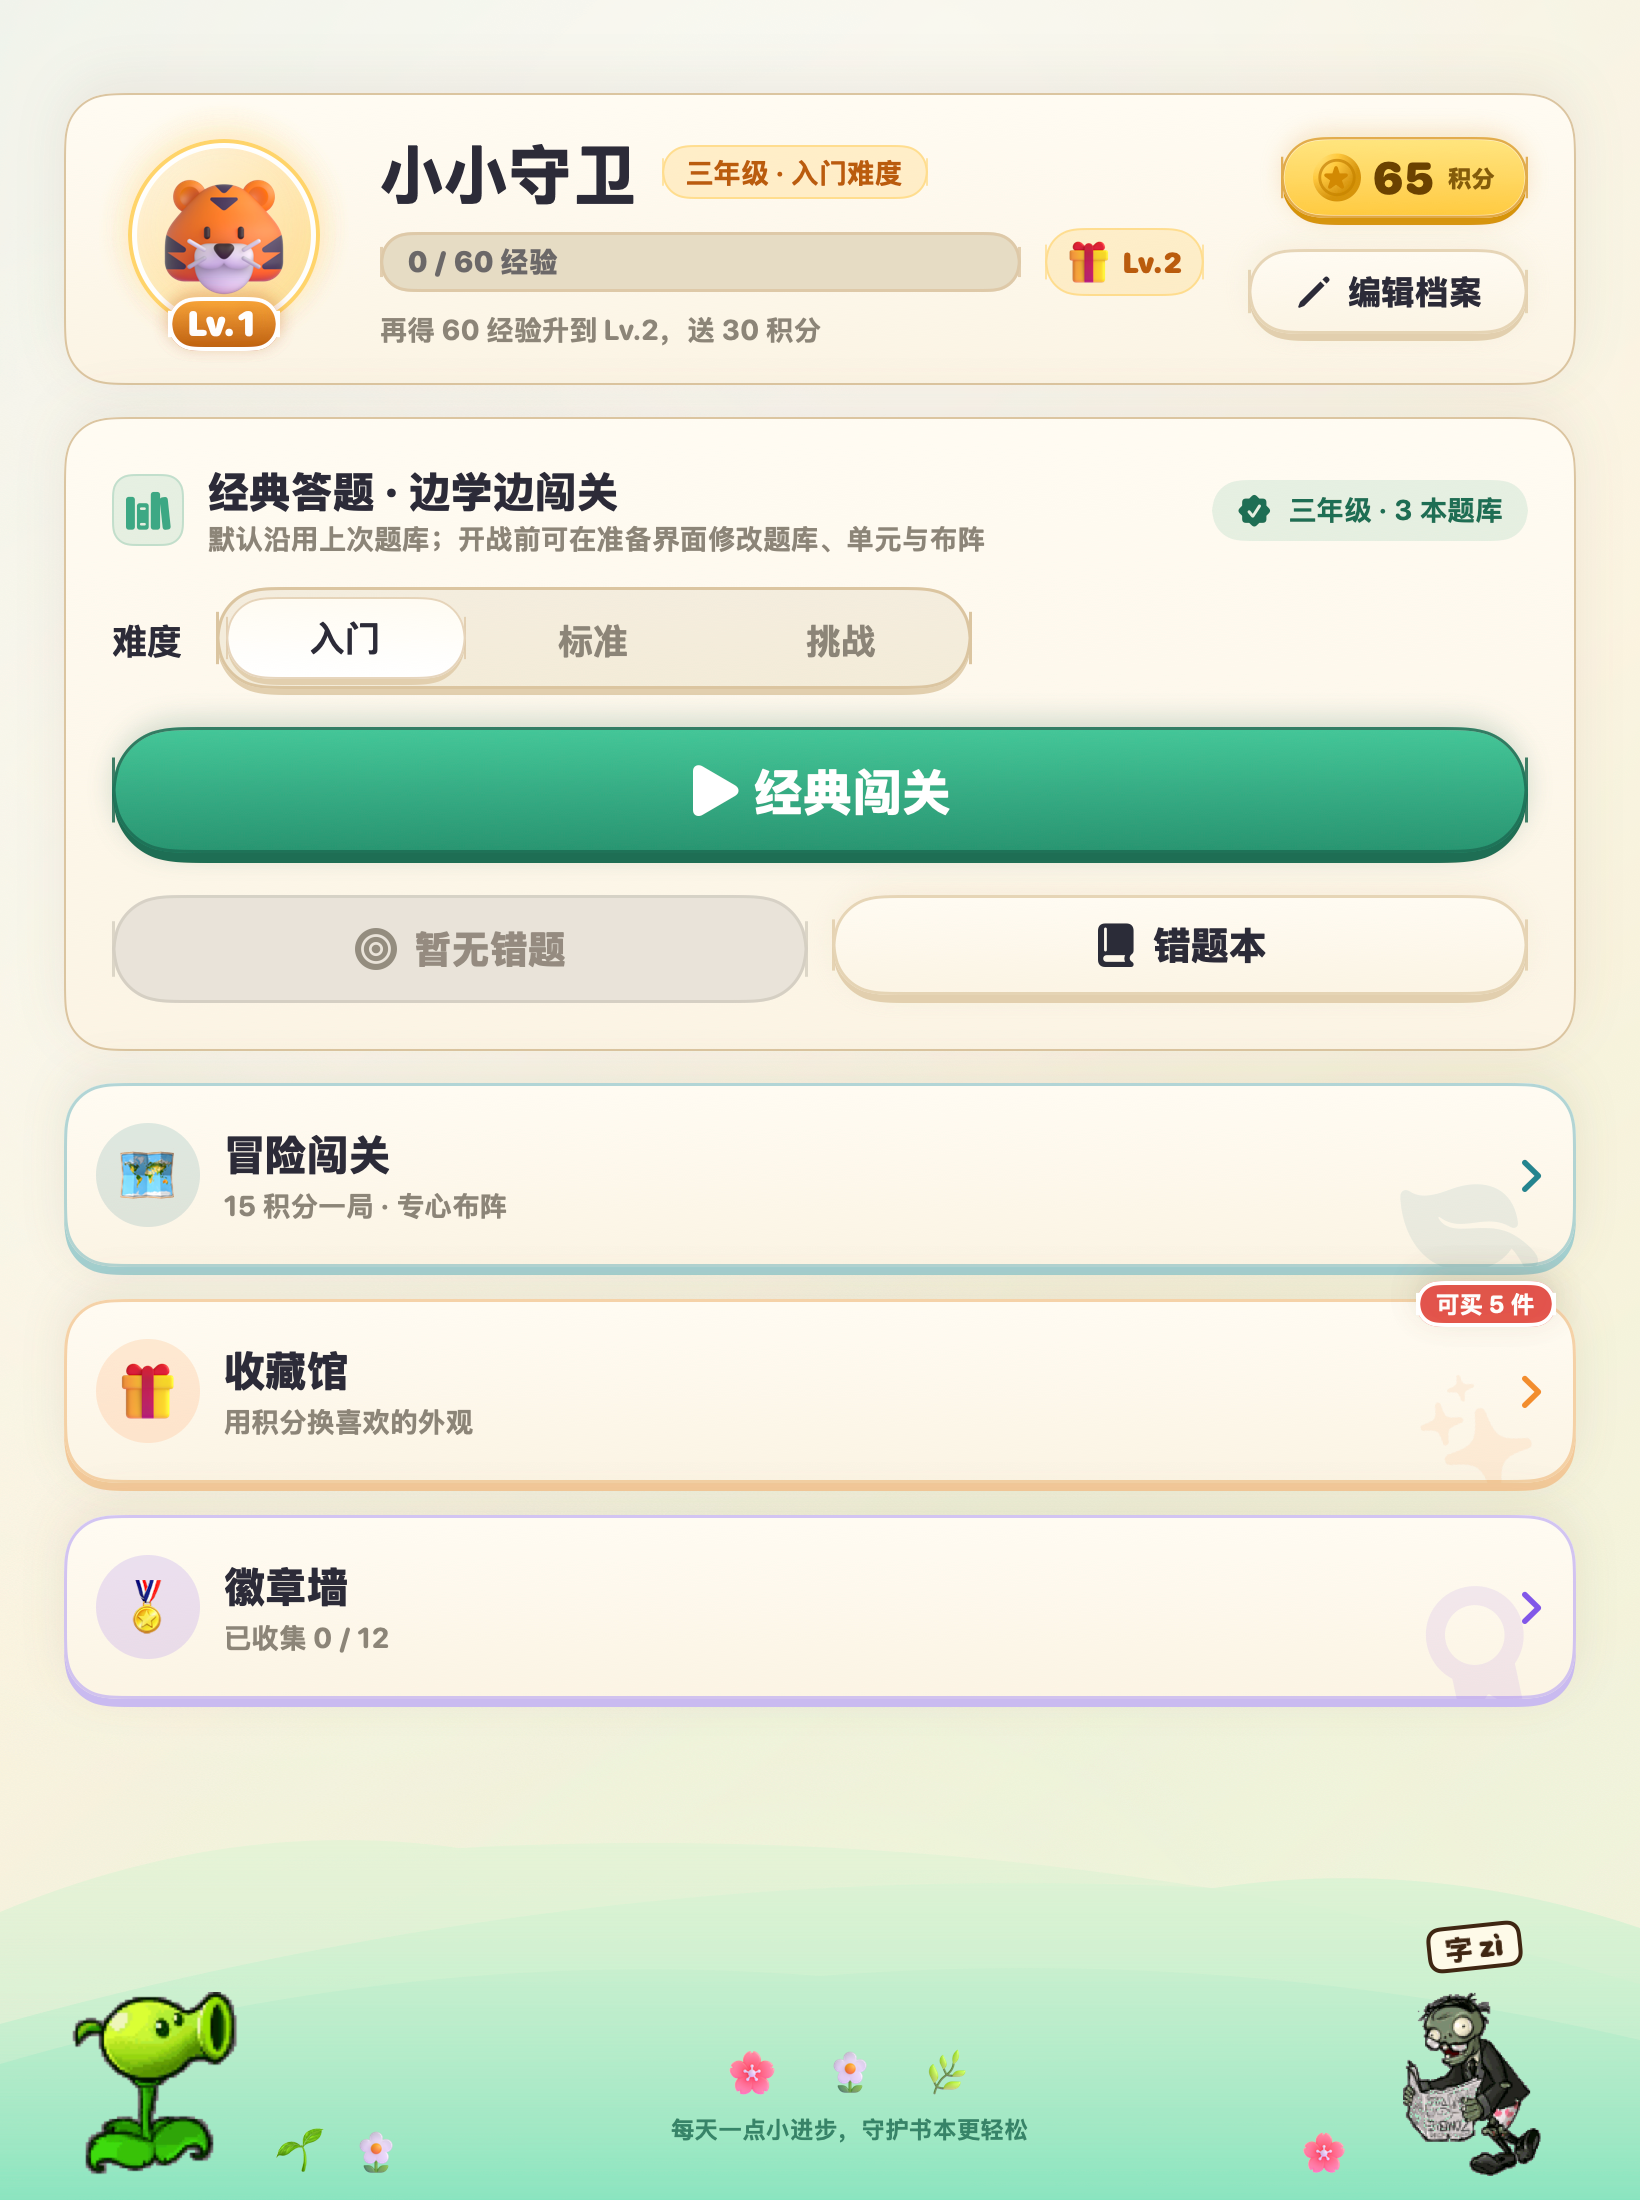 小小守卫
三年级 · 入门难度
65 积分
0 / 60 经验
Lv.2
编辑档案
Lv.1
再得 60 经验升到 Lv.2，送 30 积分
经典答题 · 边学边闯关
默认沿用上次题库；开战前可在准备界面修改题库、单元与布阵
三年级 · 3 本题库
难度
入门
标准
挑战
经典闯关
暂无错题
错题本
冒险闯关
15 积分一局 · 专心布阵
可买 5 件
收藏馆
用积分换喜欢的外观
徽章墙
已收集 0 / 12
字 zì
每天一点小进步，守护书本更轻松